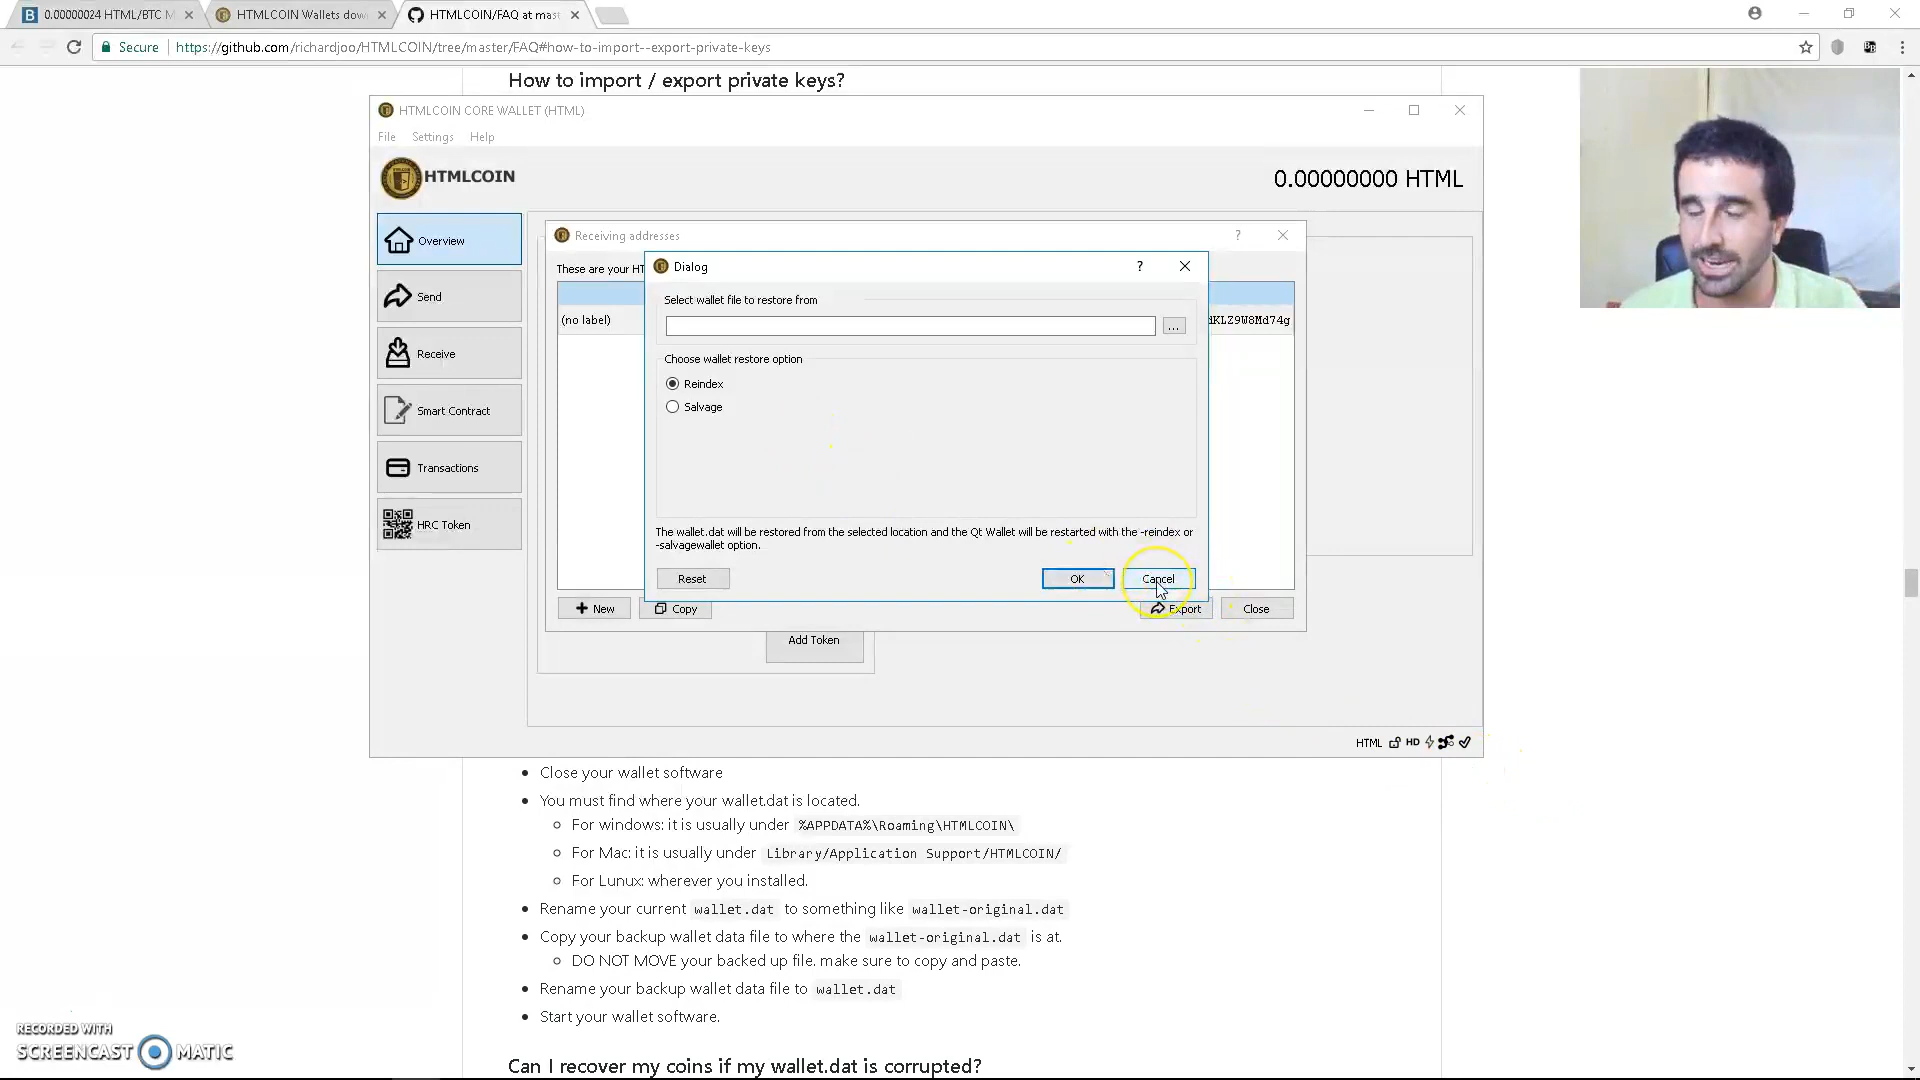 0.00000024 HTML/BTC M
HTMLCOIN Wallets dow
HTMLCOIN/FAQ at mast
Secure
https://github.com/richardjoo/HTMLCOIN/tree/master/FAQ#how-to-import--export-private-keys
How to import / export private keys?
HTMLCOIN CORE WALLET (HTML)
File Settings Help
HTMLCOIN
0.00000000 HTML
Overview
Send
Receive
Smart Contract
Transactions
HRC Token
Receiving addresses
?
These are your HT
(no label)
dKLZ9W8Md74g
Dialog
?
Select wallet file to restore from
...
Choose wallet restore option
Reindex
Salvage
The wallet.dat will be restored from the selected location and the Qt Wallet will be restarted with the -reindex or
-salvagewallet option.
Reset
OK
Cancel
New
Copy
Export
Close
Add Token
HTML
HD
Close your wallet software
You must find where your wallet.dat is located.
For windows: it is usually under %APPDATA%\Roaming\HTMLCOIN\
For Mac: it is usually under Library/Application Support/HTMLCOIN/
For Lunux: wherever you installed.
Rename your current wallet.dat to something like wallet-original.dat
Copy your backup wallet data file to where the wallet-original.dat is at.
DO NOT MOVE your backed up file. make sure to copy and paste.
Rename your backup wallet data file to wallet.dat
Start your wallet software.
Can I recover my coins if my wallet.dat is corrupted?
RECORDED WITH
SCREENCAST MATIC